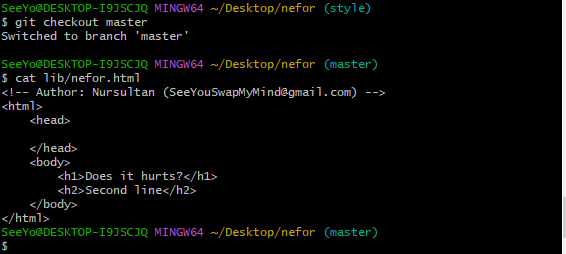 SeeYo@DESKTOP-I9JSCJQ MINGW64 ~/Desktop/nefor (style)
$ git checkout master
Switched to branch 'master'
SeeYo@DESKTOP-I9JSCJQ MINGW64 ~/Desktop/nefor (master)
$ cat lib/nefor.html
<!-- Author: Nursultan (SeeYouSwapMyMind@gmail.com) -->
<html>
    <head>
    </head>
    <body>
        <h1>Does it hurts?</h1>
        <h2>Second line</h2>
    </body>
</html>
SeeYo@DESKTOP-I9JSCJQ MINGW64 ~/Desktop/nefor (master)
$